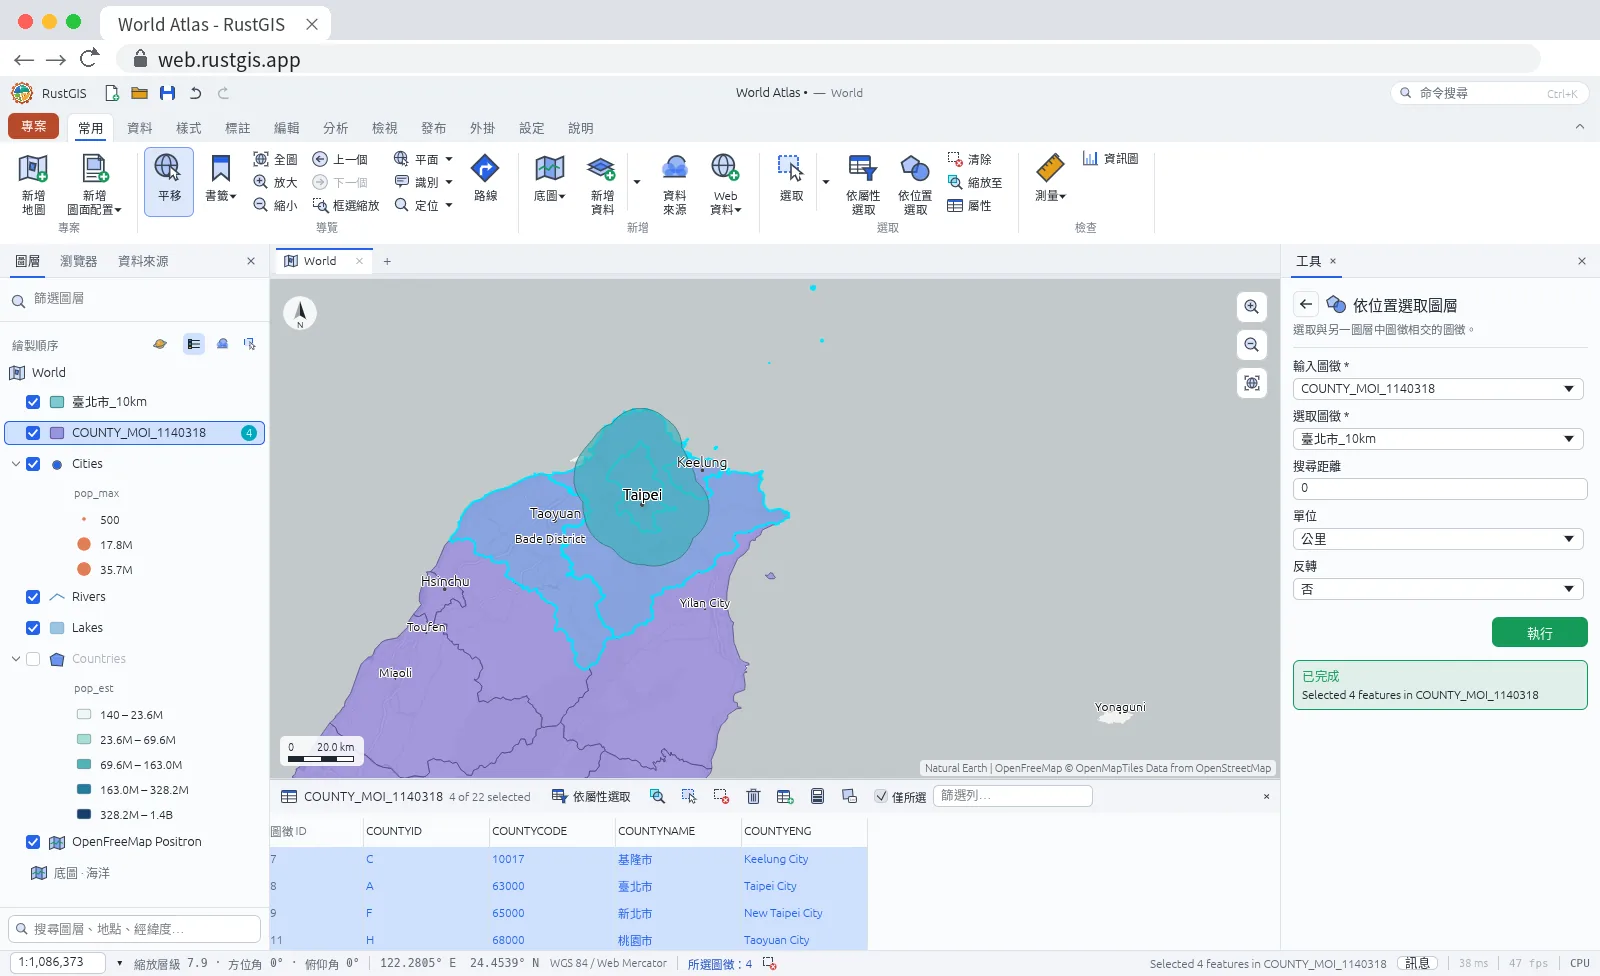 World Atlas - RustGIS
web.rustgis.app
RustGIS
World Atlas • — World
命令搜尋 Ctrl+K
專案 常用 資料 樣式 標註 編輯 分析 檢視 發布 外掛 設定 說明
新增
地圖
新增
圖面配置
專案
平移
書籤
全圖
放大
縮小
上一個
下一個
框選縮放
平面
識別
定位
路線
導覽
底圖
新增
資料
資料
來源
Web
資料
新增
選取
依屬性
選取
依位置
選取
清除
縮放至
屬性
選取
測量
資訊圖
檢查
圖層 瀏覽器 資料來源
篩選圖層
繪製順序
World
臺北市_10km
COUNTY_MOI_1140318 4
Cities
pop_max
500
17.8M
35.7M
Rivers
Lakes
Countries
pop_est
140 – 23.6M
23.6M – 69.6M
69.6M – 163.0M
163.0M – 328.2M
328.2M – 1.4B
OpenFreeMap Positron
底圖 · 海洋
搜尋圖層、地點、經緯度…
World
N
Keelung
Taipei
Taoyuan
Bade District
Hsinchu
Yilan City
Toufen
Miaoli
Yonaguni
0 20.0 km
Natural Earth | OpenFreeMap © OpenMapTiles Data from OpenStreetMap
COUNTY_MOI_1140318 4 of 22 selected 依屬性選取 僅所選 篩選列…
圖徵 ID COUNTYID COUNTYCODE COUNTYNAME COUNTYENG
7 C 10017 基隆市 Keelung City
8 A 63000 臺北市 Taipei City
9 F 65000 新北市 New Taipei City
11 H 68000 桃園市 Taoyuan City
工具
依位置選取圖層
選取與另一圖層中圖徵相交的圖徵。
輸入圖徵 *
COUNTY_MOI_1140318
選取圖徵 *
臺北市_10km
搜尋距離
0
單位
公里
反轉
否
執行
已完成
Selected 4 features in COUNTY_MOI_1140318
1:1,086,373 縮放層級 7.9 · 方位角 0° · 俯仰角 0° 122.2805° E 24.4539° N WGS 84 / Web Mercator 所選圖徵：4 Selected 4 features in COUNTY_MOI_1140318 訊息 38 ms 47 fps CPU